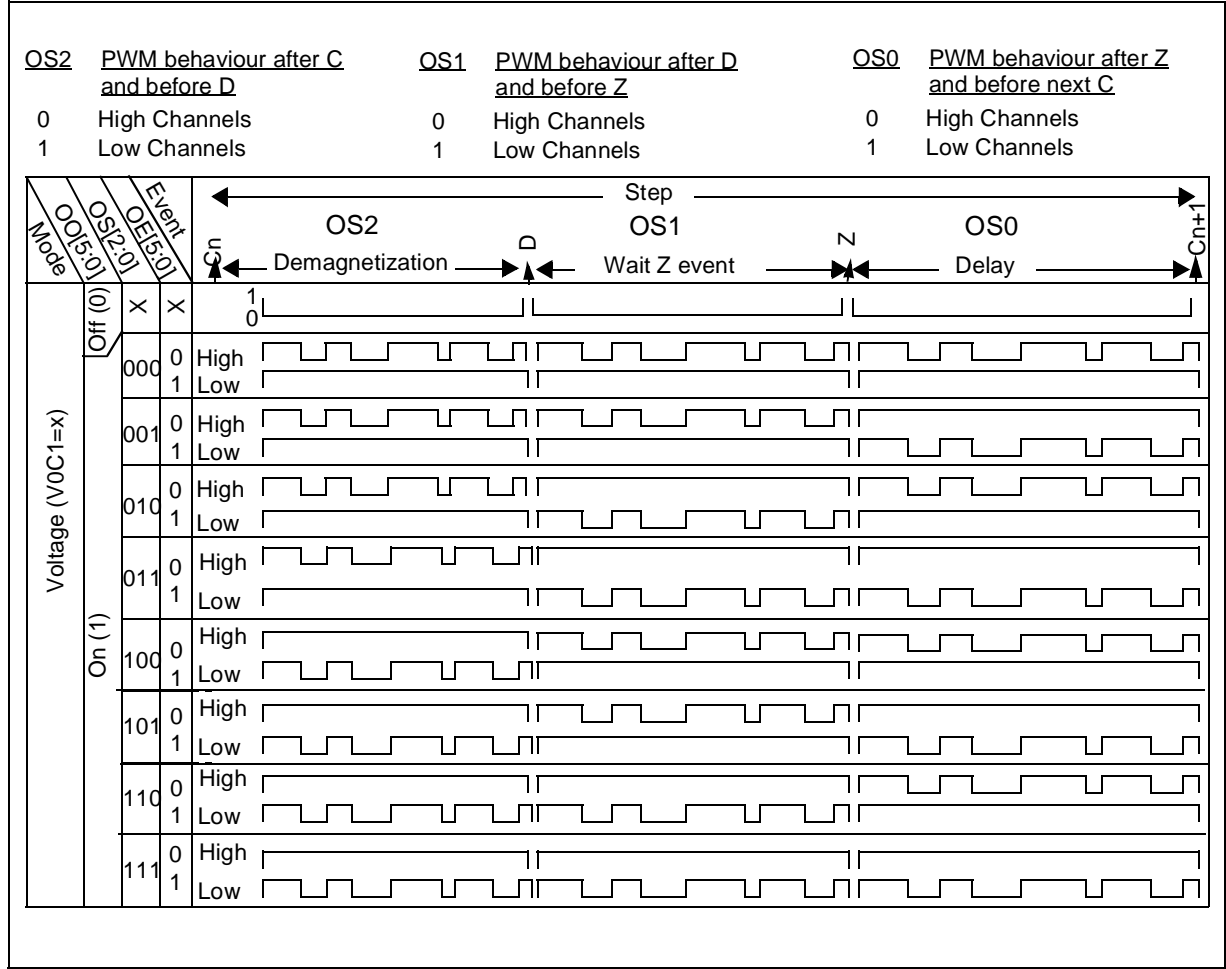 OS2 PWM behaviour after C and before D
0 High Channels
1 Low Channels
OS1 PWM behaviour after D and before Z
0 High Channels
1 Low Channels
OS0 PWM behaviour after Z and before next C
0 High Channels
1 Low Channels
Mode
OO[5:0]
OS[2:0]
OE[5:0]
Event
Step
Cn
OS2
D
OS1
Z
OS0
Cn+1
Demagnetization
Wait Z event
Delay
Voltage (V0C1=x)
Off (0)
X
X
1
0
On (1)
000
0 High
1 Low
001
0 High
1 Low
010
0 High
1 Low
011
0 High
1 Low
100
0 High
1 Low
101
0 High
1 Low
110
0 High
1 Low
111
0 High
1 Low